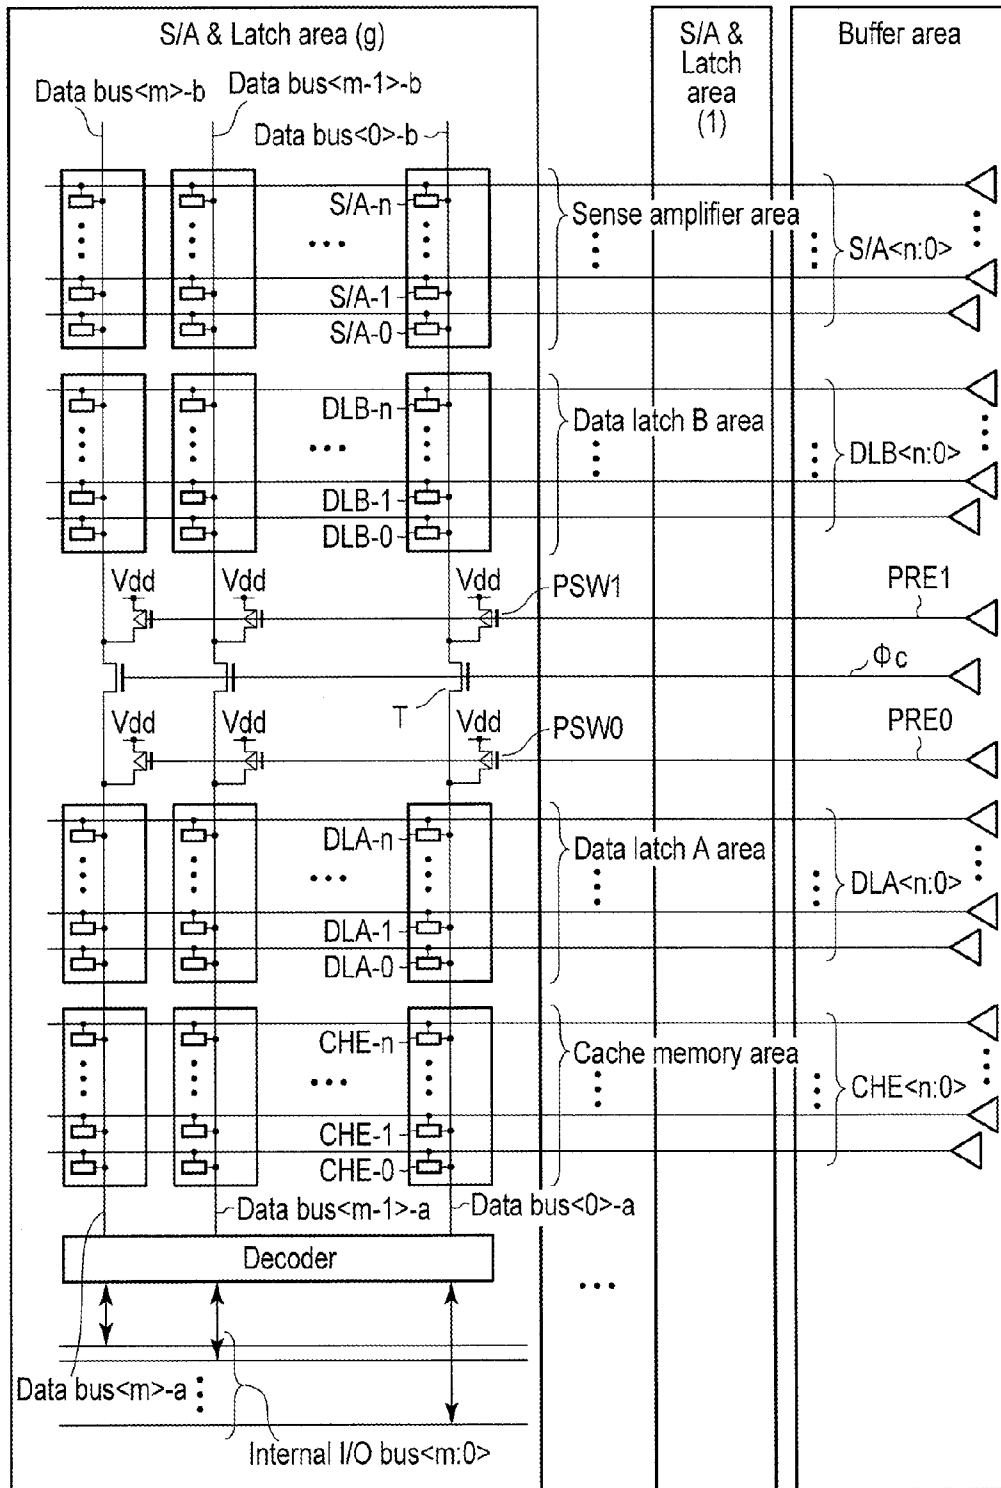 S/A & Latch area (g)
S/A &
Latch
area
(1)
Buffer area
Data bus<m>-b
Data bus<m-1>-b
Data bus<0>-b
S/A-n
S/A-1
S/A-0
Sense amplifier area
S/A<n:0>
DLB-n
DLB-1
DLB-0
Data latch B area
DLB<n:0>
Vdd
Vdd
Vdd
PSW1
PRE1
Φc
T
Vdd
Vdd
Vdd
PSW0
PRE0
DLA-n
DLA-1
DLA-0
Data latch A area
DLA<n:0>
CHE-n
CHE-1
CHE-0
Cache memory area
CHE<n:0>
Data bus<m-1>-a
Data bus<0>-a
Decoder
Data bus<m>-a
Internal I/O bus<m:0>